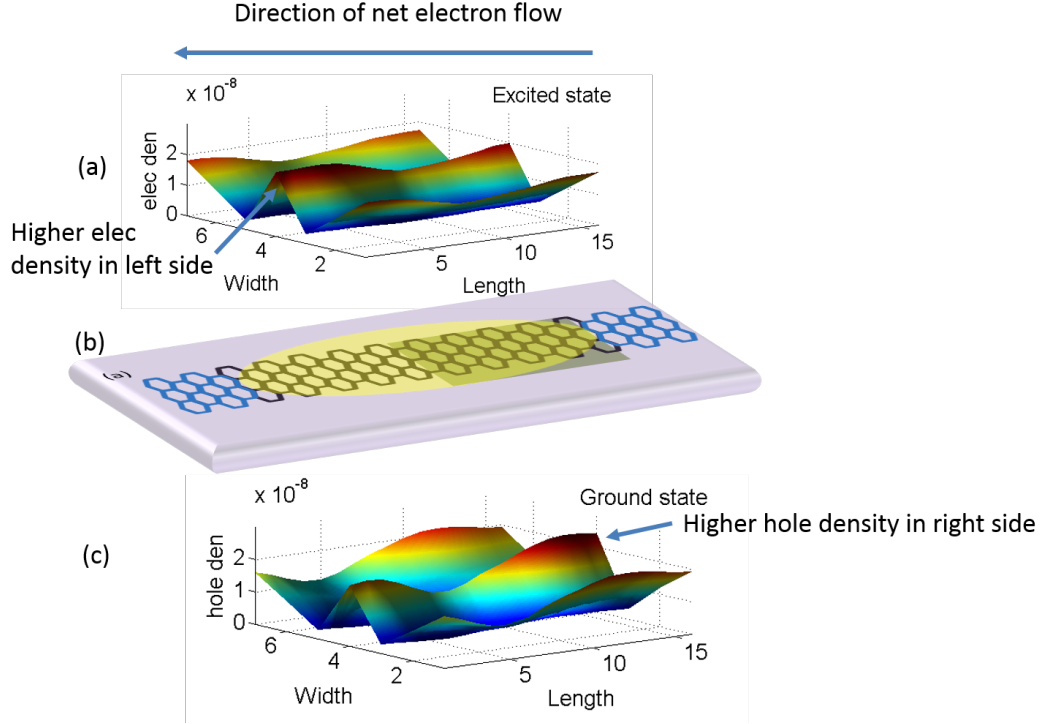 Direction of net electron flow
x 10-8
Excited state
(a)
elec den
2
1
0
6
4
2
5
10
15
Width
Length
Higher elec
density in left side
(b)
(a)
x 10-8
Ground state
Higher hole density in right side
(c)
hole den
2
1
0
6
4
2
5
10
15
Width
Length